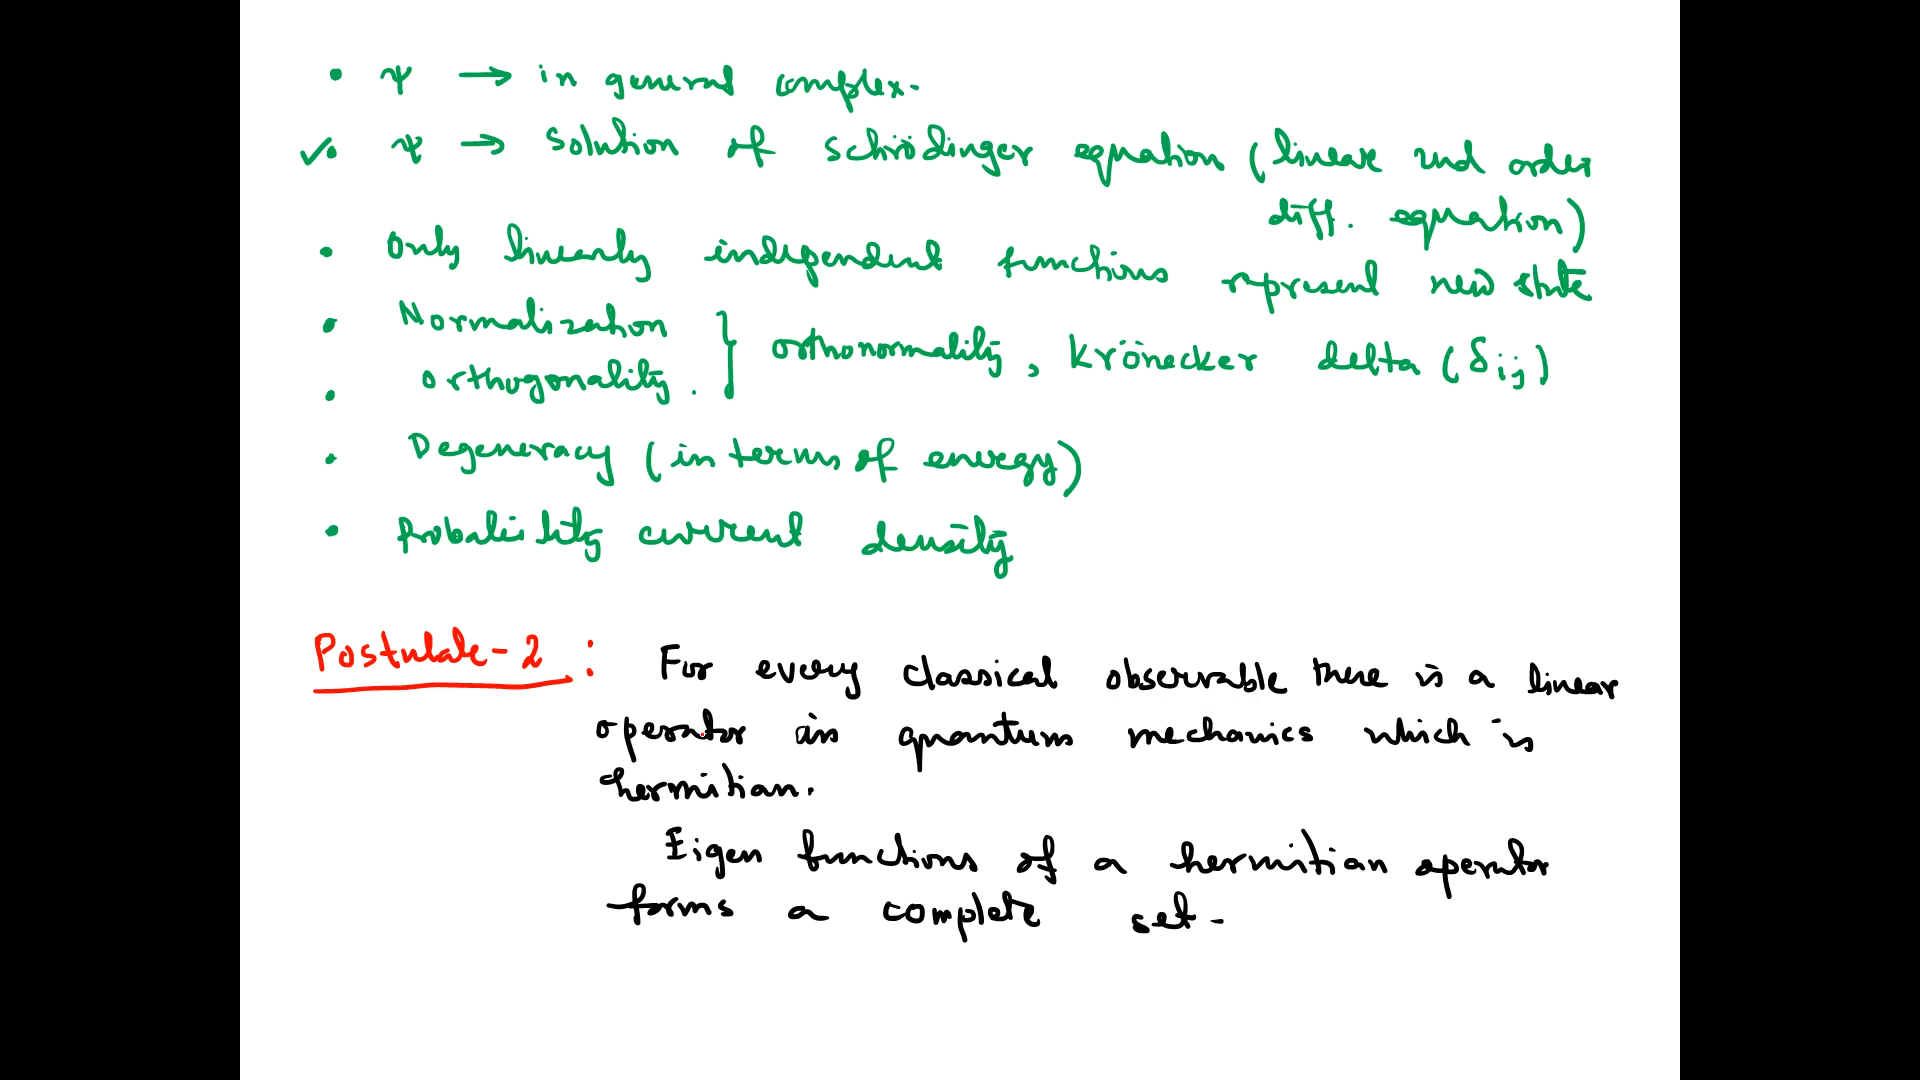 • ψ → in general complex.
✓• ψ → solution of schrödinger equation (linear 2nd order
diff. equation)
• Only linearly independent functions represent new state
• Normalization
• orthogonality. } orthonormality, Krönecker delta (δij)
• Degeneracy (in terms of energy)
• Probability current density
Postulate-2 : For every classical observable there is a linear
operator in quantum mechanics which is
hermitian.
Eigen functions of a hermitian operator
forms a complete set-